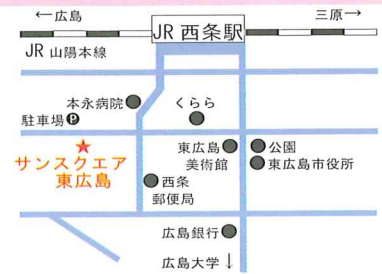 ←広島
三原→
JR 西条駅
JR 山陽本線
本永病院
くらら
駐車場 P
サンスクエア
東広島
東広島
美術館
公園
東広島市役所
西条
郵便局
広島銀行
広島大学↓